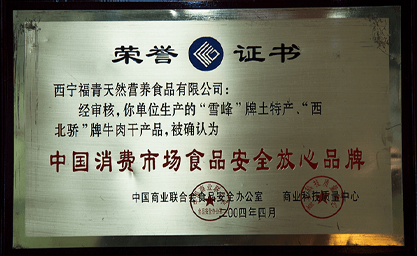 荣誉证书
西宁福青天然营养食品有限公司：
经审核，你单位生产的“雪峰”牌土特产、“西
北骄”牌牛肉干产品，被确认为
中国消费市场食品安全放心品牌
中国商业联合会食品安全办公室 商业科技质量中心
二00四年四月